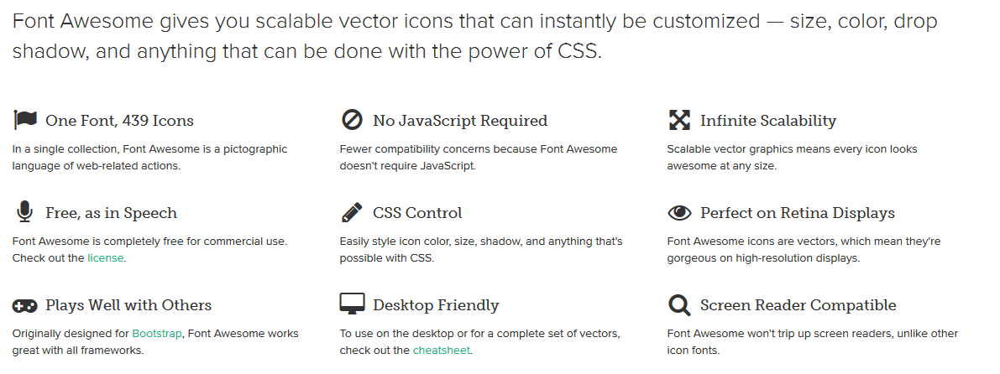 Font Awesome gives you scalable vector icons that can instantly be customized — size, color, drop
shadow, and anything that can be done with the power of CSS.
One Font, 439 Icons
In a single collection, Font Awesome is a pictographic
language of web-related actions.
No JavaScript Required
Fewer compatibility concerns because Font Awesome
doesn't require JavaScript.
Infinite Scalability
Scalable vector graphics means every icon looks
awesome at any size.
Free, as in Speech
Font Awesome is completely free for commercial use.
Check out the license.
CSS Control
Easily style icon color, size, shadow, and anything that's
possible with CSS.
Perfect on Retina Displays
Font Awesome icons are vectors, which mean they're
gorgeous on high-resolution displays.
Plays Well with Others
Originally designed for Bootstrap, Font Awesome works
great with all frameworks.
Desktop Friendly
To use on the desktop or for a complete set of vectors,
check out the cheatsheet.
Screen Reader Compatible
Font Awesome won't trip up screen readers, unlike other
icon fonts.